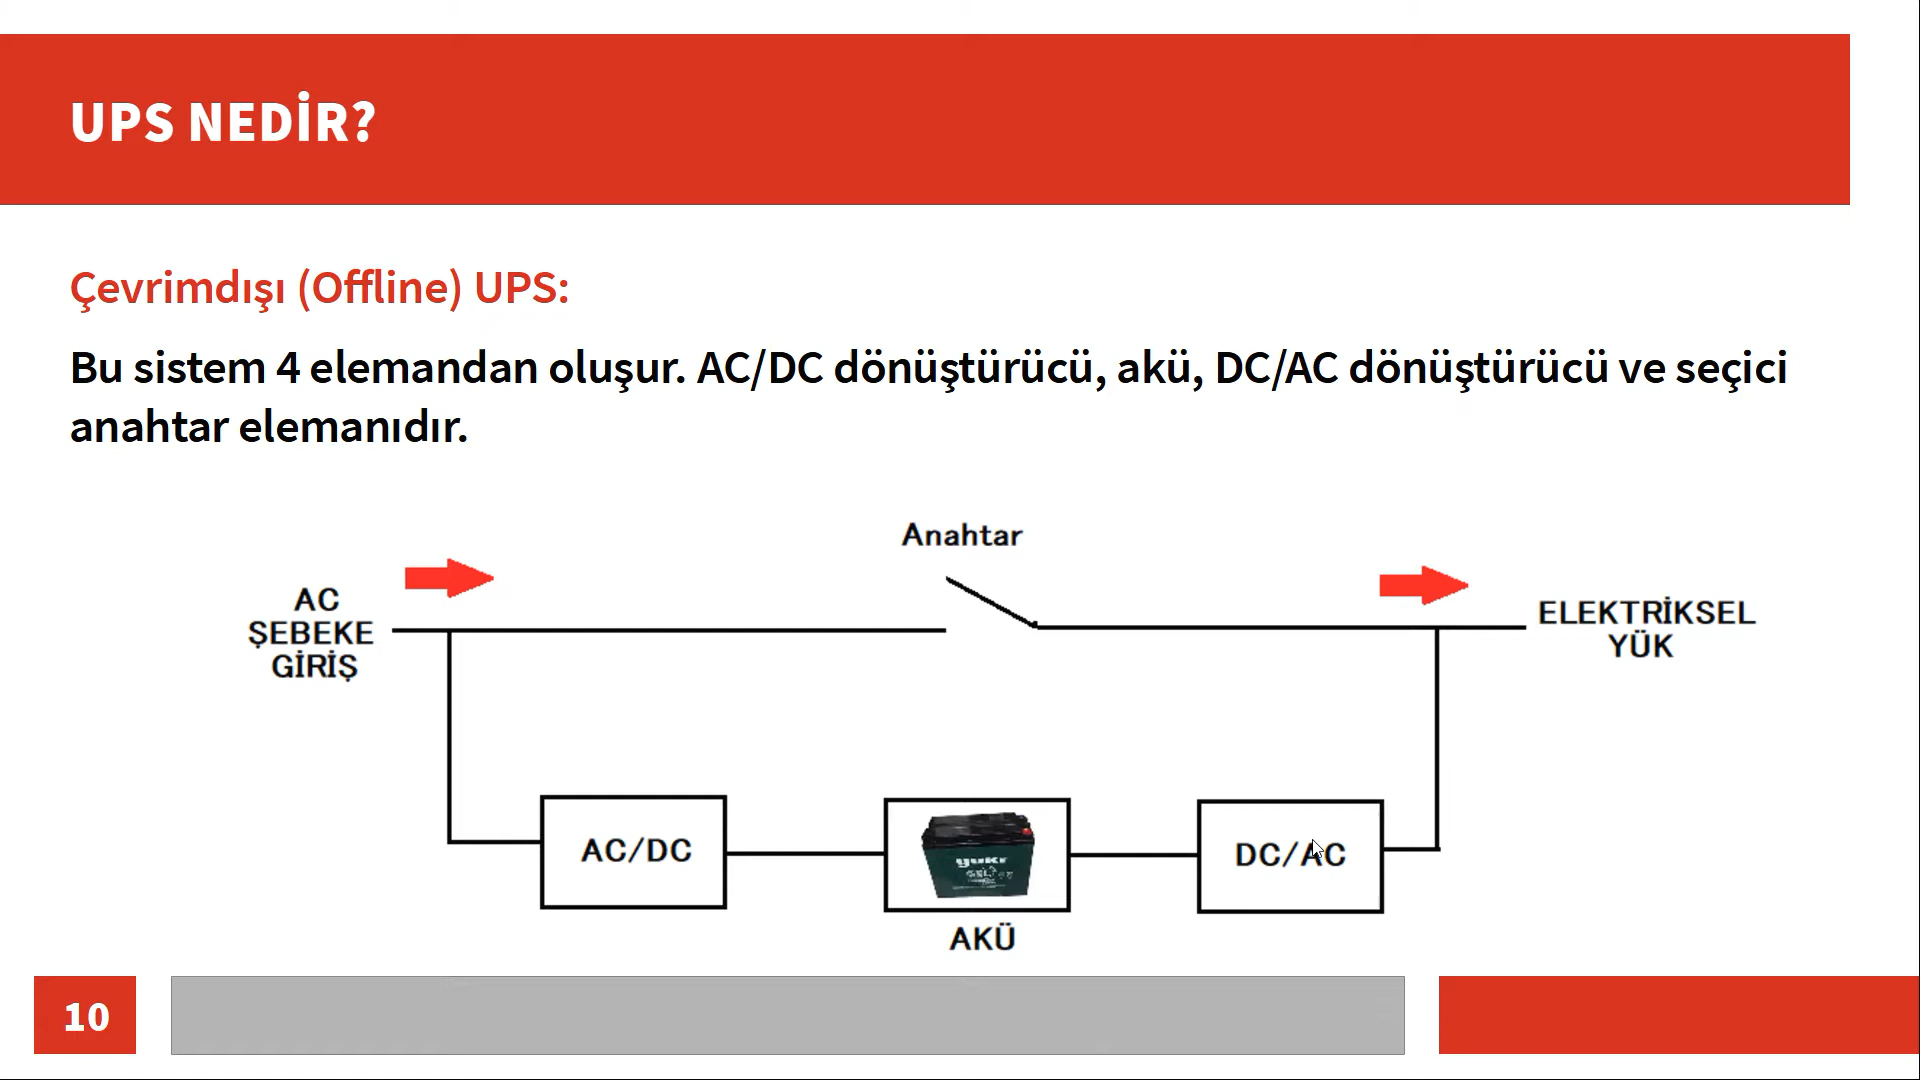 UPS NEDİR?
Çevrimdışı (Offline) UPS:
Bu sistem 4 elemandan oluşur. AC/DC dönüştürücü, akü, DC/AC dönüştürücü ve seçici
anahtar elemanıdır.
Anahtar
AC
ŞEBEKE
GİRİŞ
ELEKTRİKSEL
YÜK
AC/DC
DC/AC
AKÜ
10